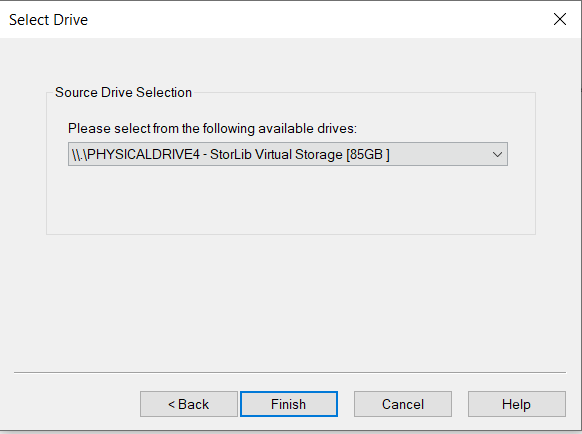 Select Drive
Source Drive Selection
Please select from the following available drives:
\\.\PHYSICALDRIVE4 - StorLib Virtual Storage [85GB ]
< Back
Finish
Cancel
Help